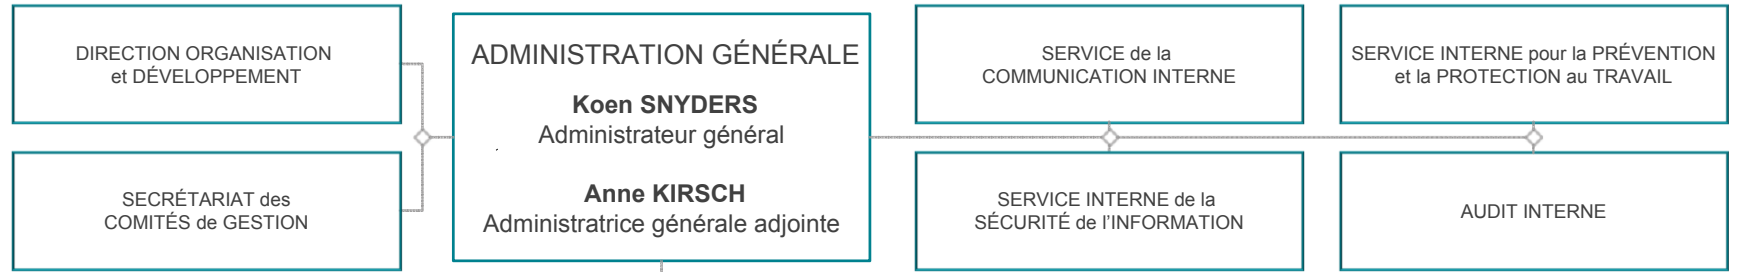 DIRECTION ORGANISATION
et DÉVELOPPEMENT
SECRÉTARIAT des
COMITÉS de GESTION
ADMINISTRATION GÉNÉRALE
Koen SNYDERS
Administrateur général
Anne KIRSCH
Administratrice générale adjointe
SERVICE de la
COMMUNICATION INTERNE
SERVICE INTERNE de la
SÉCURITÉ de l'INFORMATION
SERVICE INTERNE pour la PRÉVENTION
et la PROTECTION au TRAVAIL
AUDIT INTERNE